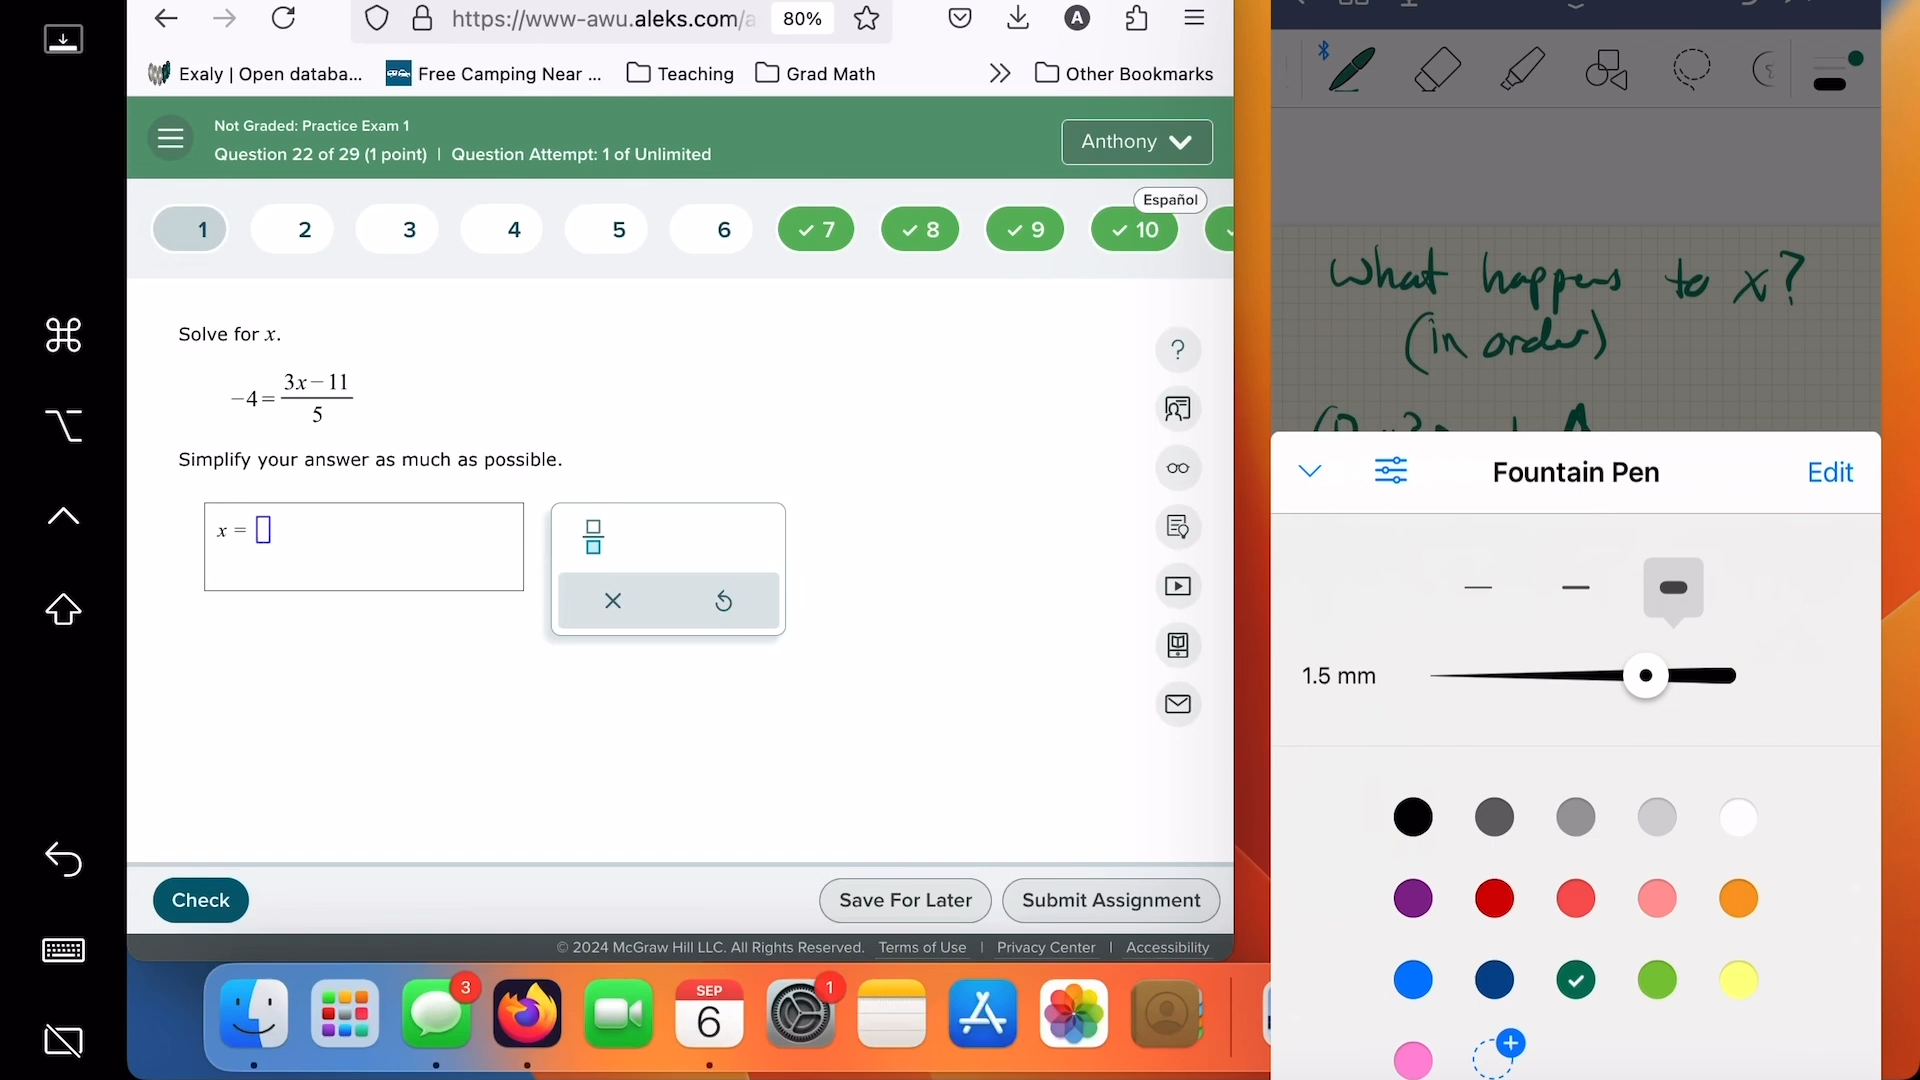 https://www-awu.aleks.com/a
80%
A
Exaly | Open databa...
Free Camping Near ...
Teaching
Grad Math
Other Bookmarks
Not Graded: Practice Exam 1
Question 22 of 29 (1 point) | Question Attempt: 1 of Unlimited
Anthony
Español
1 2 3 4 5 6 7 8 9 10
Solve for x.
-4 = (3x-11)/5
Simplify your answer as much as possible.
x =
Check
Save For Later
Submit Assignment
© 2024 McGraw Hill LLC. All Rights Reserved. Terms of Use | Privacy Center | Accessibility
3
SEP
6
1
What happens to x?
(in order)
Fountain Pen
Edit
1.5 mm